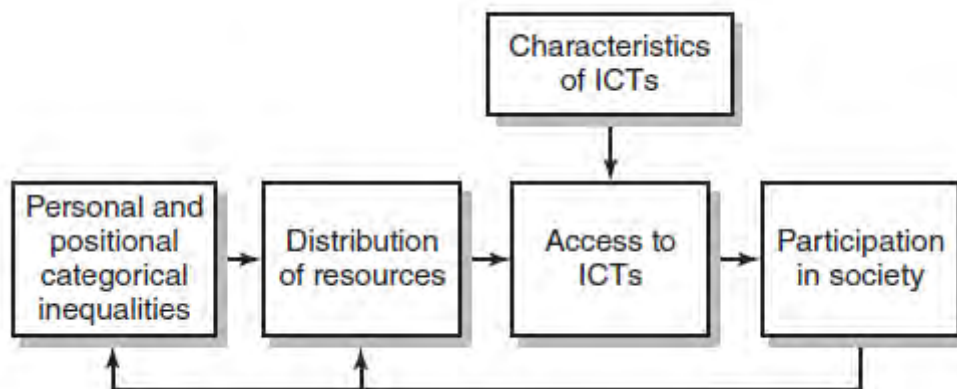 Characteristics
of ICTs
Personal and
positional
categorical
inequalities
Distribution
of resources
Access to
ICTs
Participation
in society